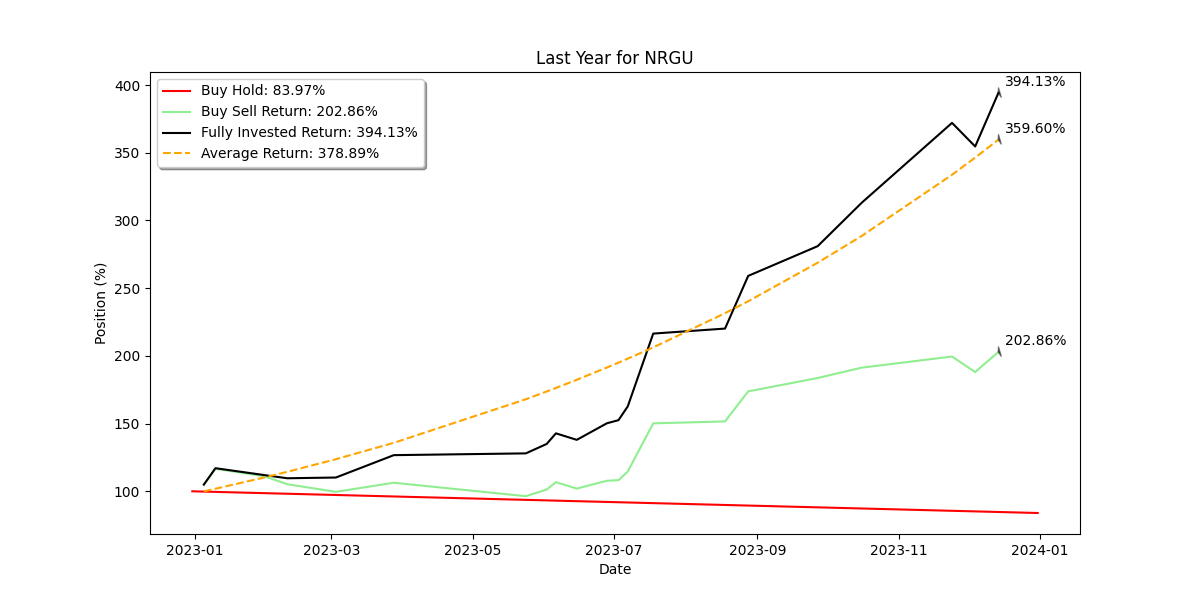 Last Year for NRGU
Buy Hold: 83.97%
Buy Sell Return: 202.86%
Fully Invested Return: 394.13%
Average Return: 378.89%
394.13%
359.60%
202.86%
Position (%)
400
350
300
250
200
150
100
2023-01
2023-03
2023-05
2023-07
2023-09
2023-11
2024-01
Date